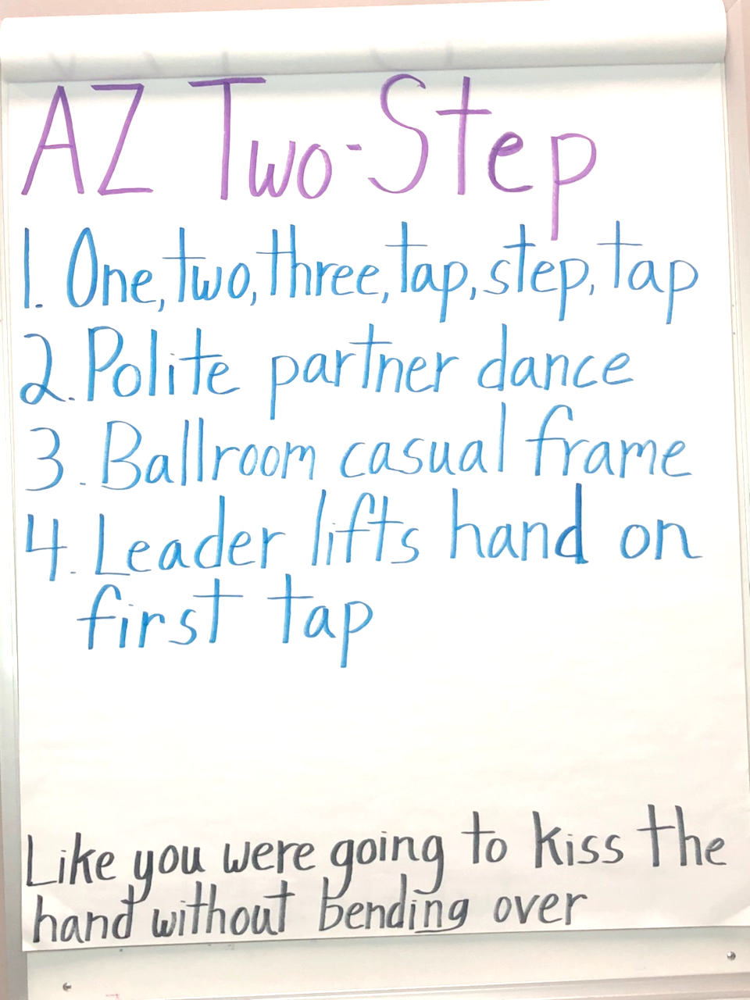 AZ Two-Step
1. One, two, three, tap, step, tap
2. Polite partner dance
3. Ballroom casual frame
4. Leader lifts hand on
first tap
Like you were going to kiss the
hand without bending over